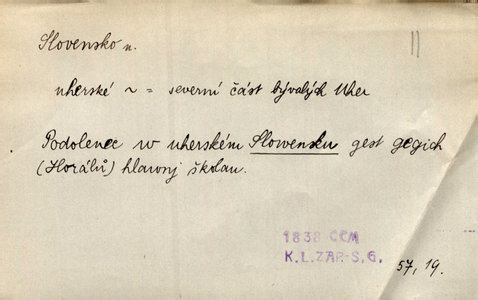 Slovensko n.
11
uherské ~ = severní část bývalých Uher
Podolenec w uherském Slowensku gest gegich
(Horálů) hlawnj školau.
1838 ČČM
K.L.ZAP-S.G.
57, 19.